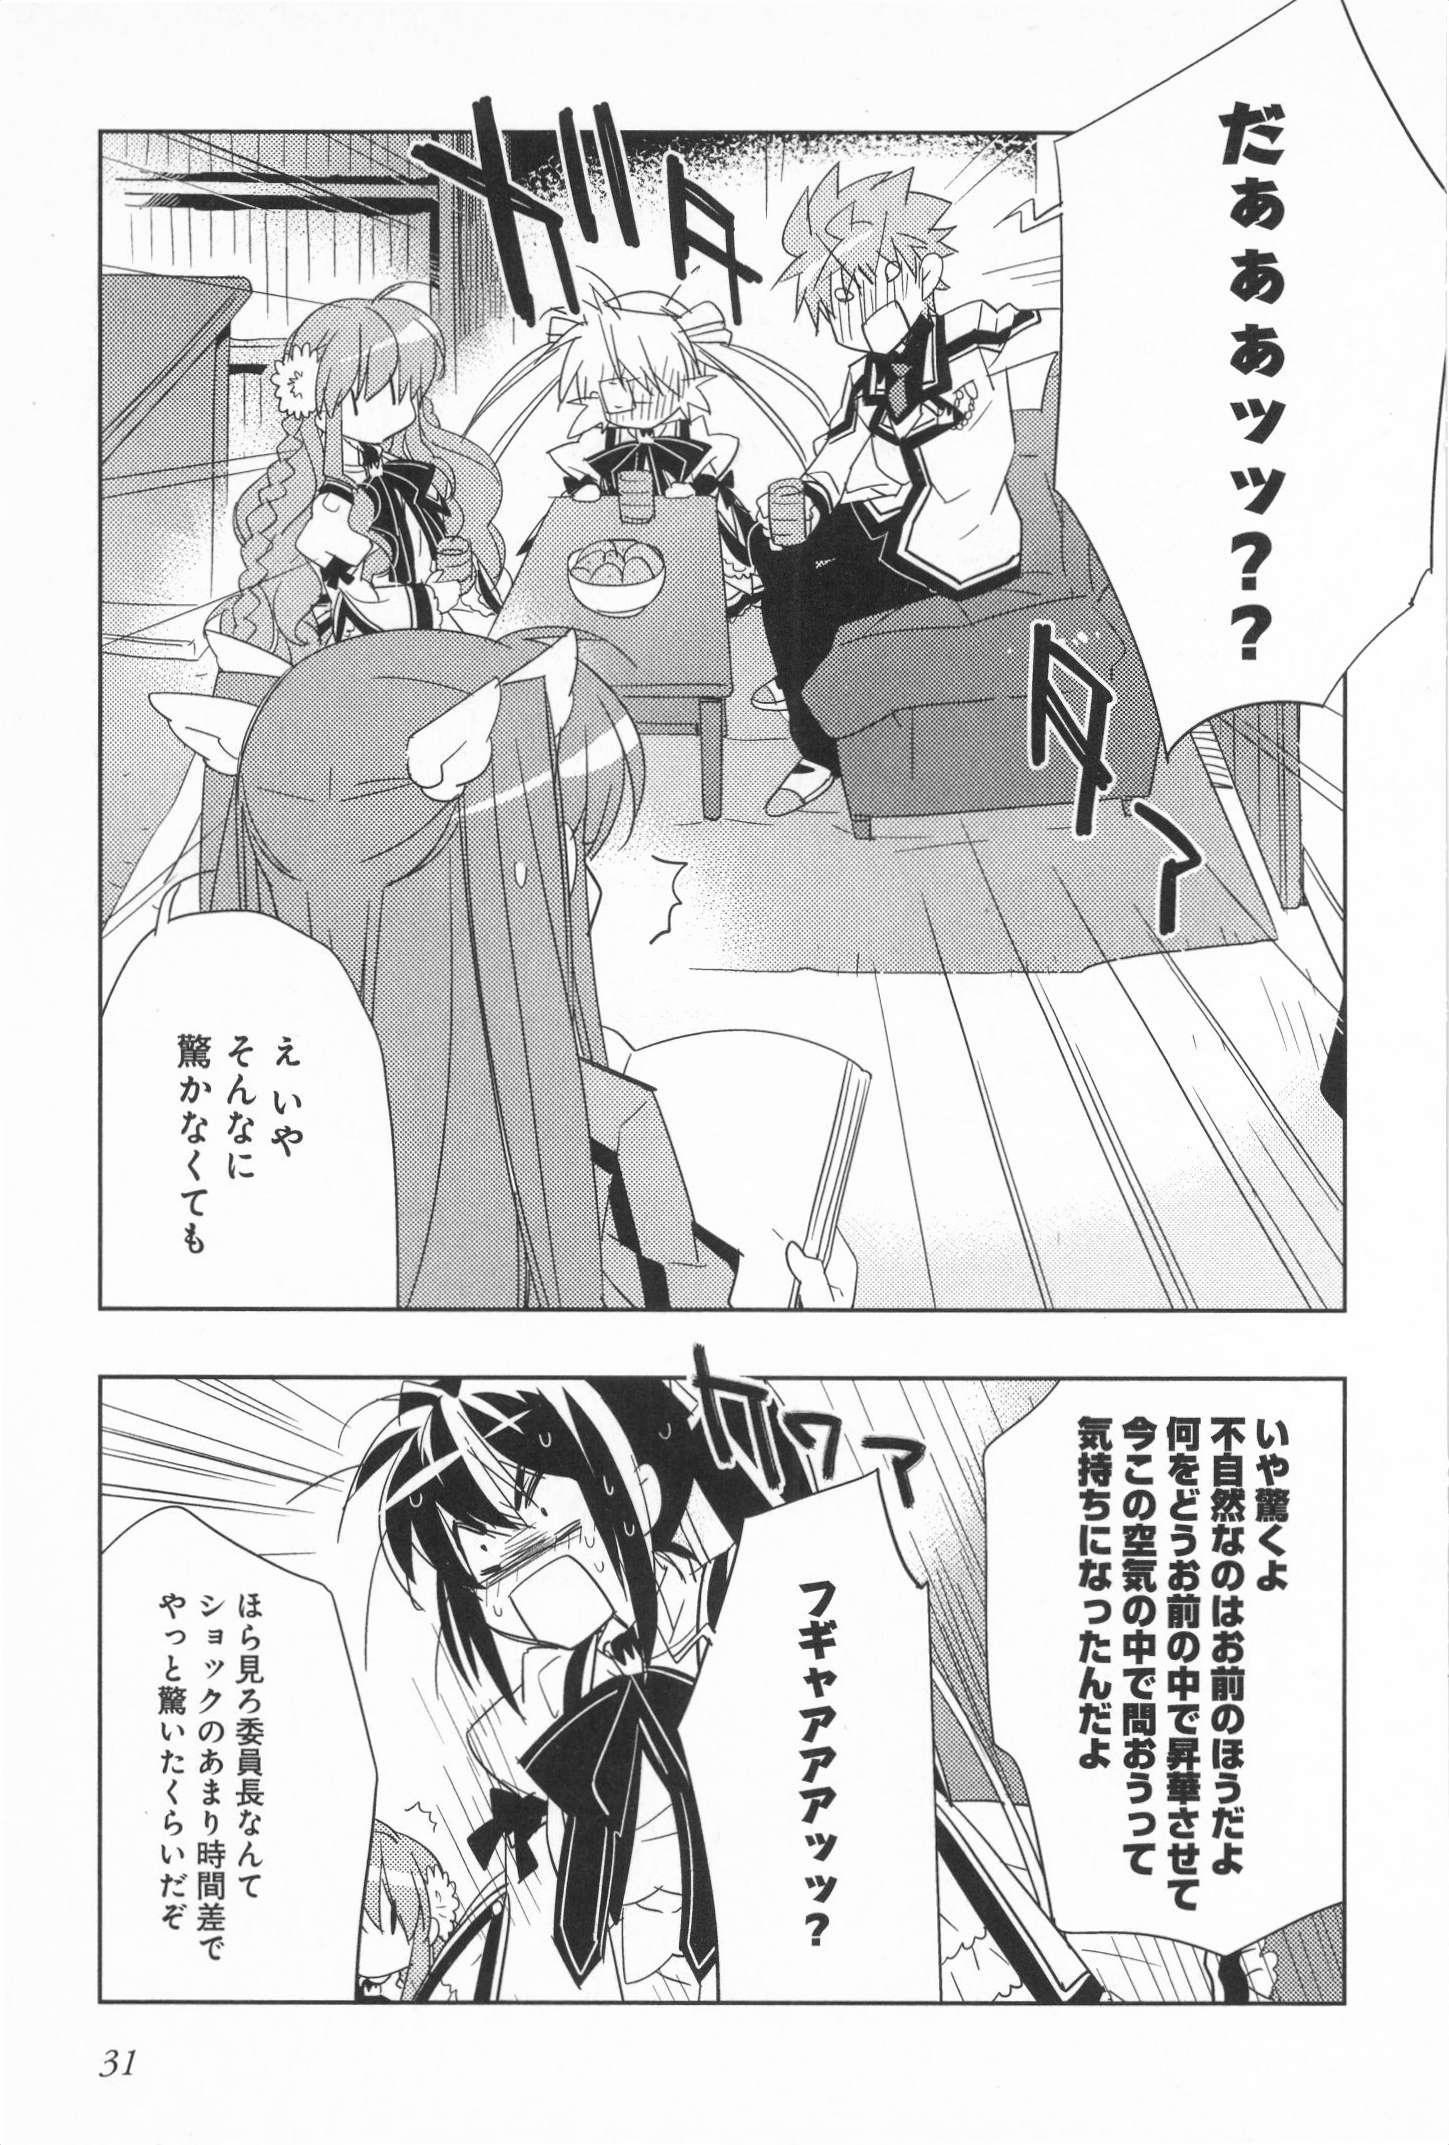 だぁぁぁッッ??
ガガガタタッ
え いや
そんなに
驚かなくても
いや驚くよ
不自然なのはお前のほうだよ
何をどうお前の中で昇華させて
今この空気の中で問おうって
気持ちになったんだよ
フギャアアアッッ?
ほら見ろ委員長なんて
ショックのあまり時間差で
やっと驚いたくらいだぞ
31